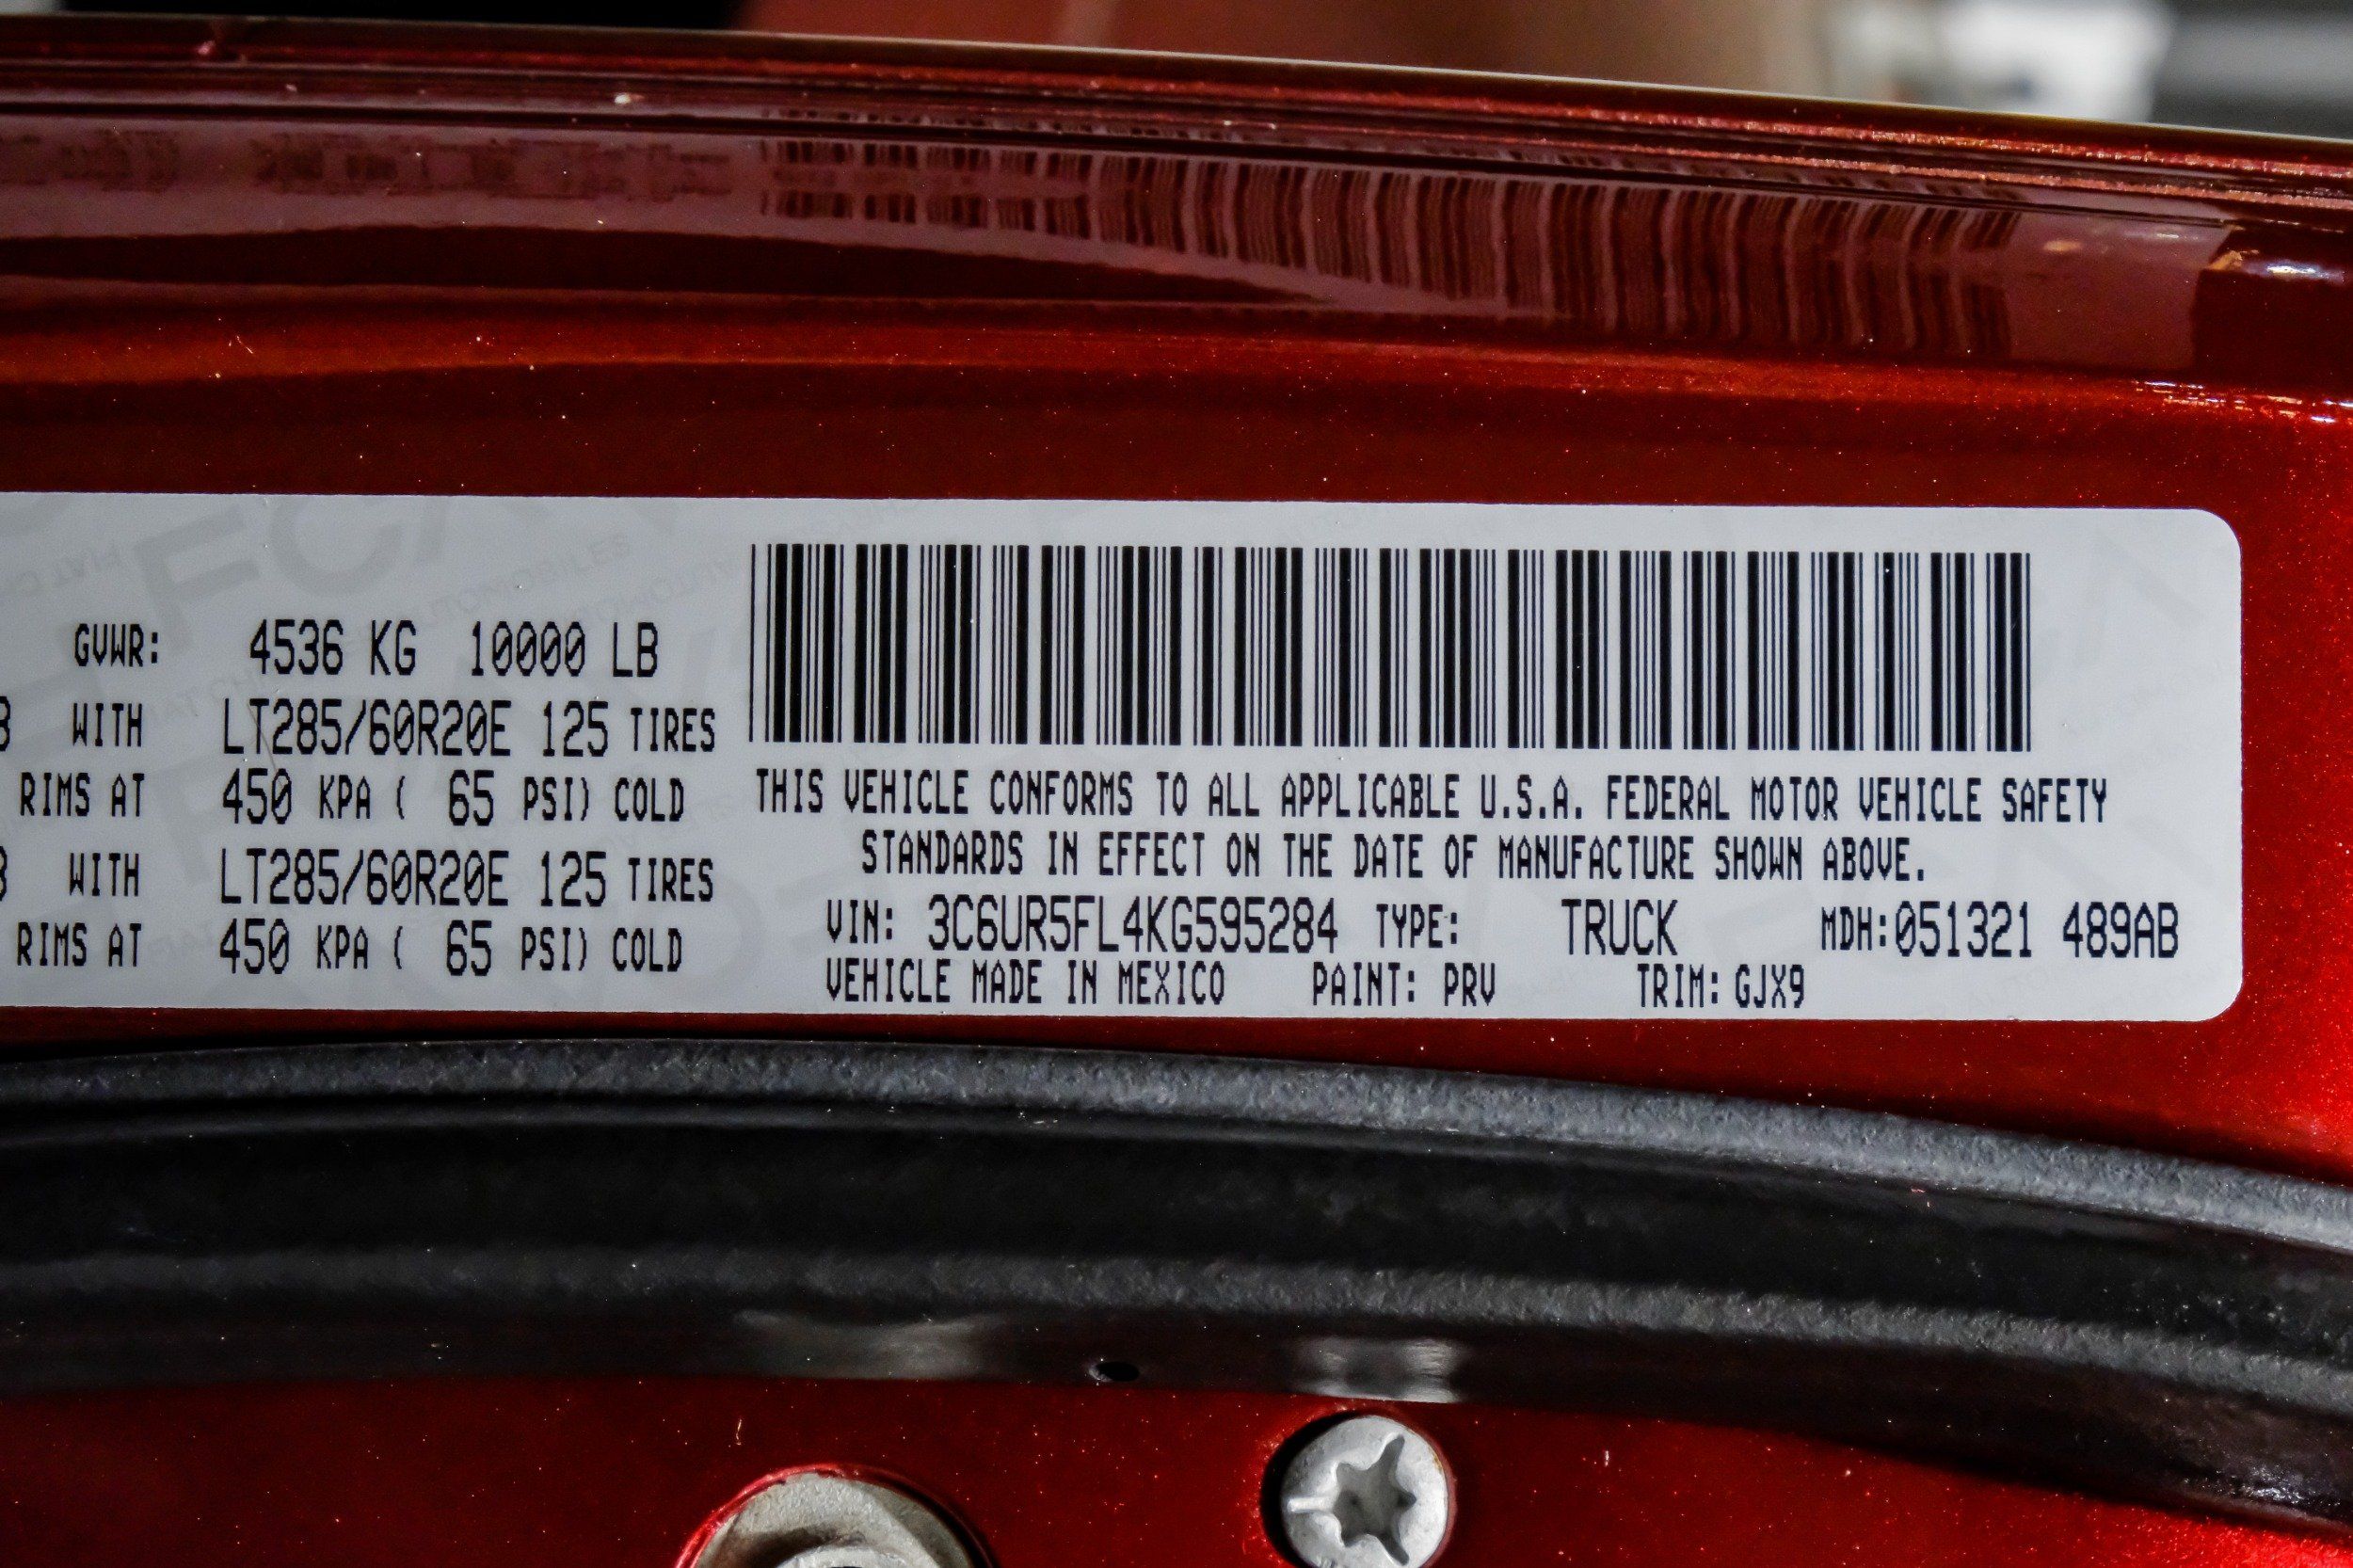 GVWR: 4536 KG 10000 LB
WITH LT285/60R20E 125 TIRES
RIMS AT 450 KPA ( 65 PSI) COLD
WITH LT285/60R20E 125 TIRES
RIMS AT 450 KPA ( 65 PSI) COLD
THIS VEHICLE CONFORMS TO ALL APPLICABLE U.S.A. FEDERAL MOTOR VEHICLE SAFETY
STANDARDS IN EFFECT ON THE DATE OF MANUFACTURE SHOWN ABOVE.
VIN: 3C6UR5FL4KG595284 TYPE: TRUCK MDH:051321 489AB
VEHICLE MADE IN MEXICO PAINT: PRV TRIM: GJX9